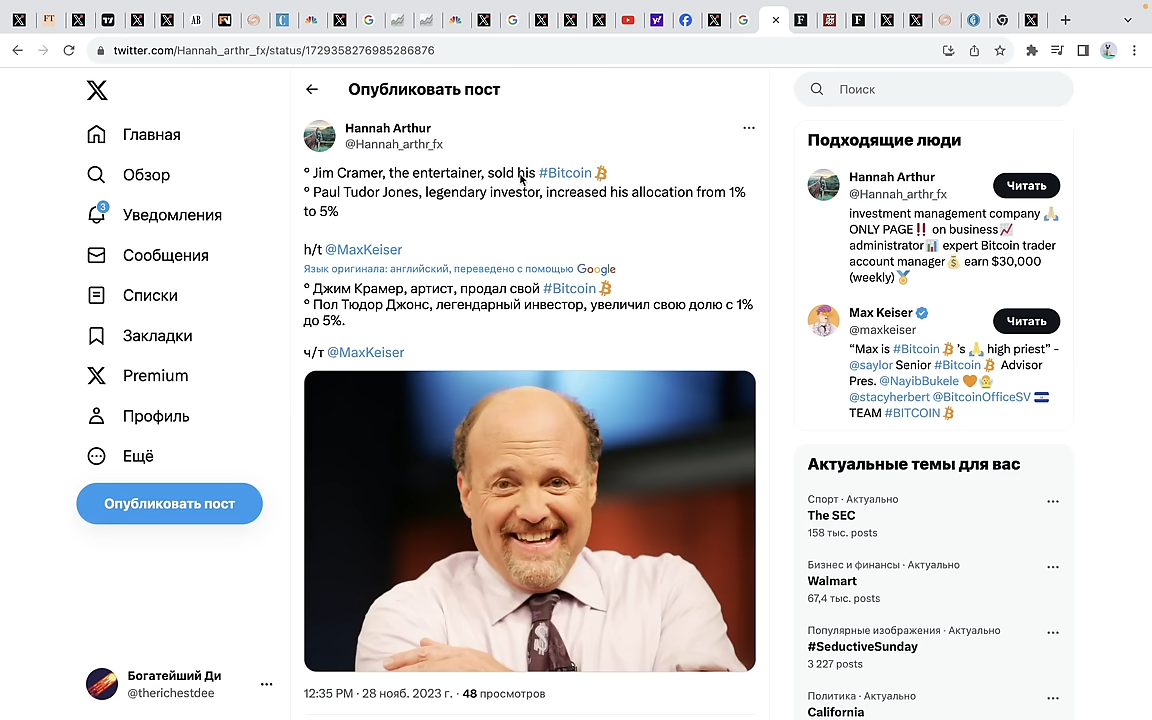 twitter.com/Hannah_arthr_fx/status/1729358276985286876
Главная
Обзор
3
Уведомления
Сообщения
Списки
Закладки
Premium
Профиль
Ещё
Опубликовать пост
Богатейший Ди
@therichestdee
Опубликовать пост
Hannah Arthur
@Hannah_arthr_fx
° Jim Cramer, the entertainer, sold his #Bitcoin
° Paul Tudor Jones, legendary investor, increased his allocation from 1%
to 5%
h/t @MaxKeiser
Язык оригинала: английский, переведено с помощью Google
° Джим Крамер, артист, продал свой #Bitcoin
° Пол Тюдор Джонс, легендарный инвестор, увеличил свою долю с 1%
до 5%.
ч/т @MaxKeiser
12:35 PM · 28 нояб. 2023 г. · 48 просмотров
Поиск
Подходящие люди
Hannah Arthur
@Hannah_arthr_fx
Читать
investment management company
ONLY PAGE‼ on business
administrator expert Bitcoin trader
account manager earn $30,000
(weekly)
Max Keiser
@maxkeiser
Читать
“Max is #Bitcoin 's high priest” -
@saylor Senior #Bitcoin Advisor
Pres. @NayibBukele
@stacyherbert @BitcoinOfficeSV
TEAM #BITCOIN
Актуальные темы для вас
Спорт · Актуально
The SEC
158 тыс. posts
Бизнес и финансы · Актуально
Walmart
67,4 тыс. posts
Популярные изображения · Актуально
#SeductiveSunday
3 227 posts
Политика · Актуально
California